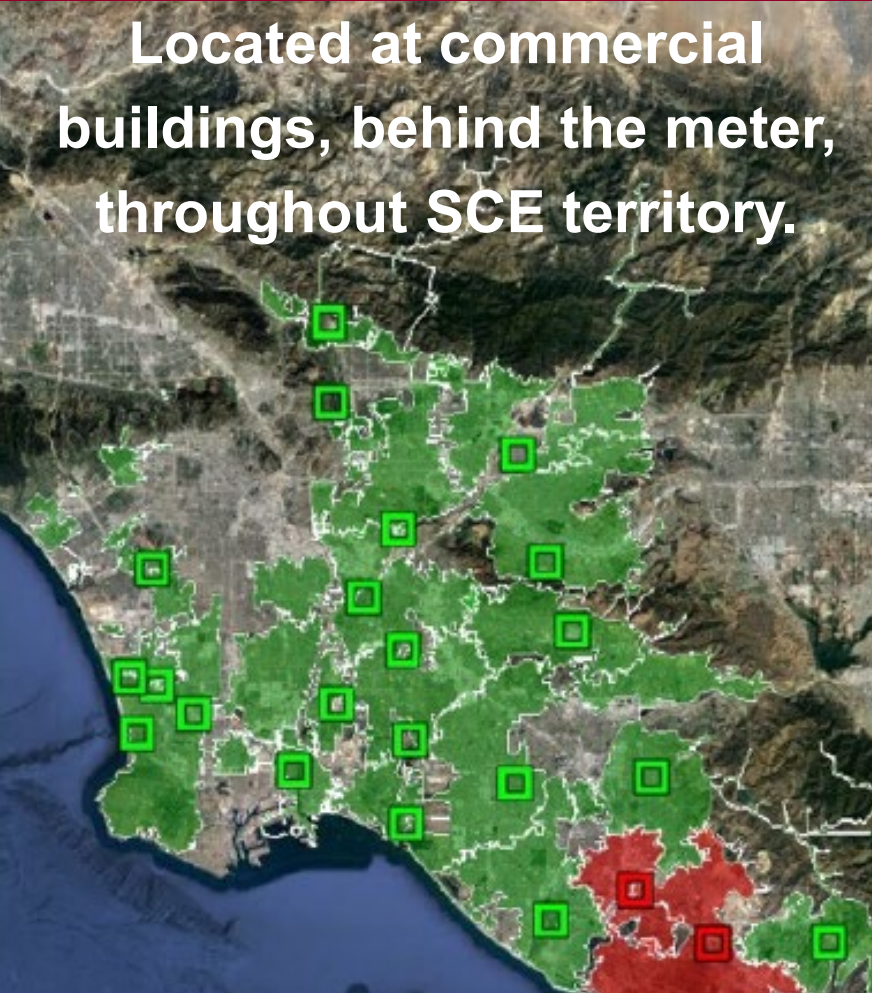 Located at commercial
buildings, behind the meter,
throughout SCE territory.